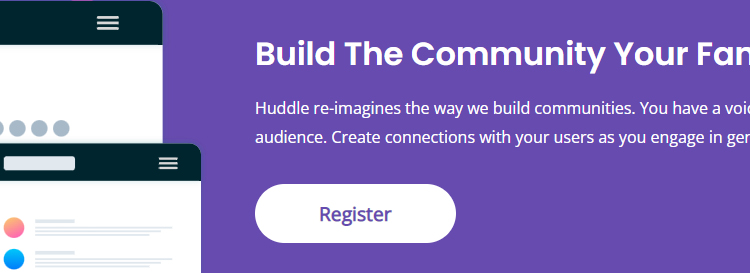 Build The Community Your Fan
Huddle re-imagines the way we build communities. You have a voic
audience. Create connections with your users as you engage in gen
Register